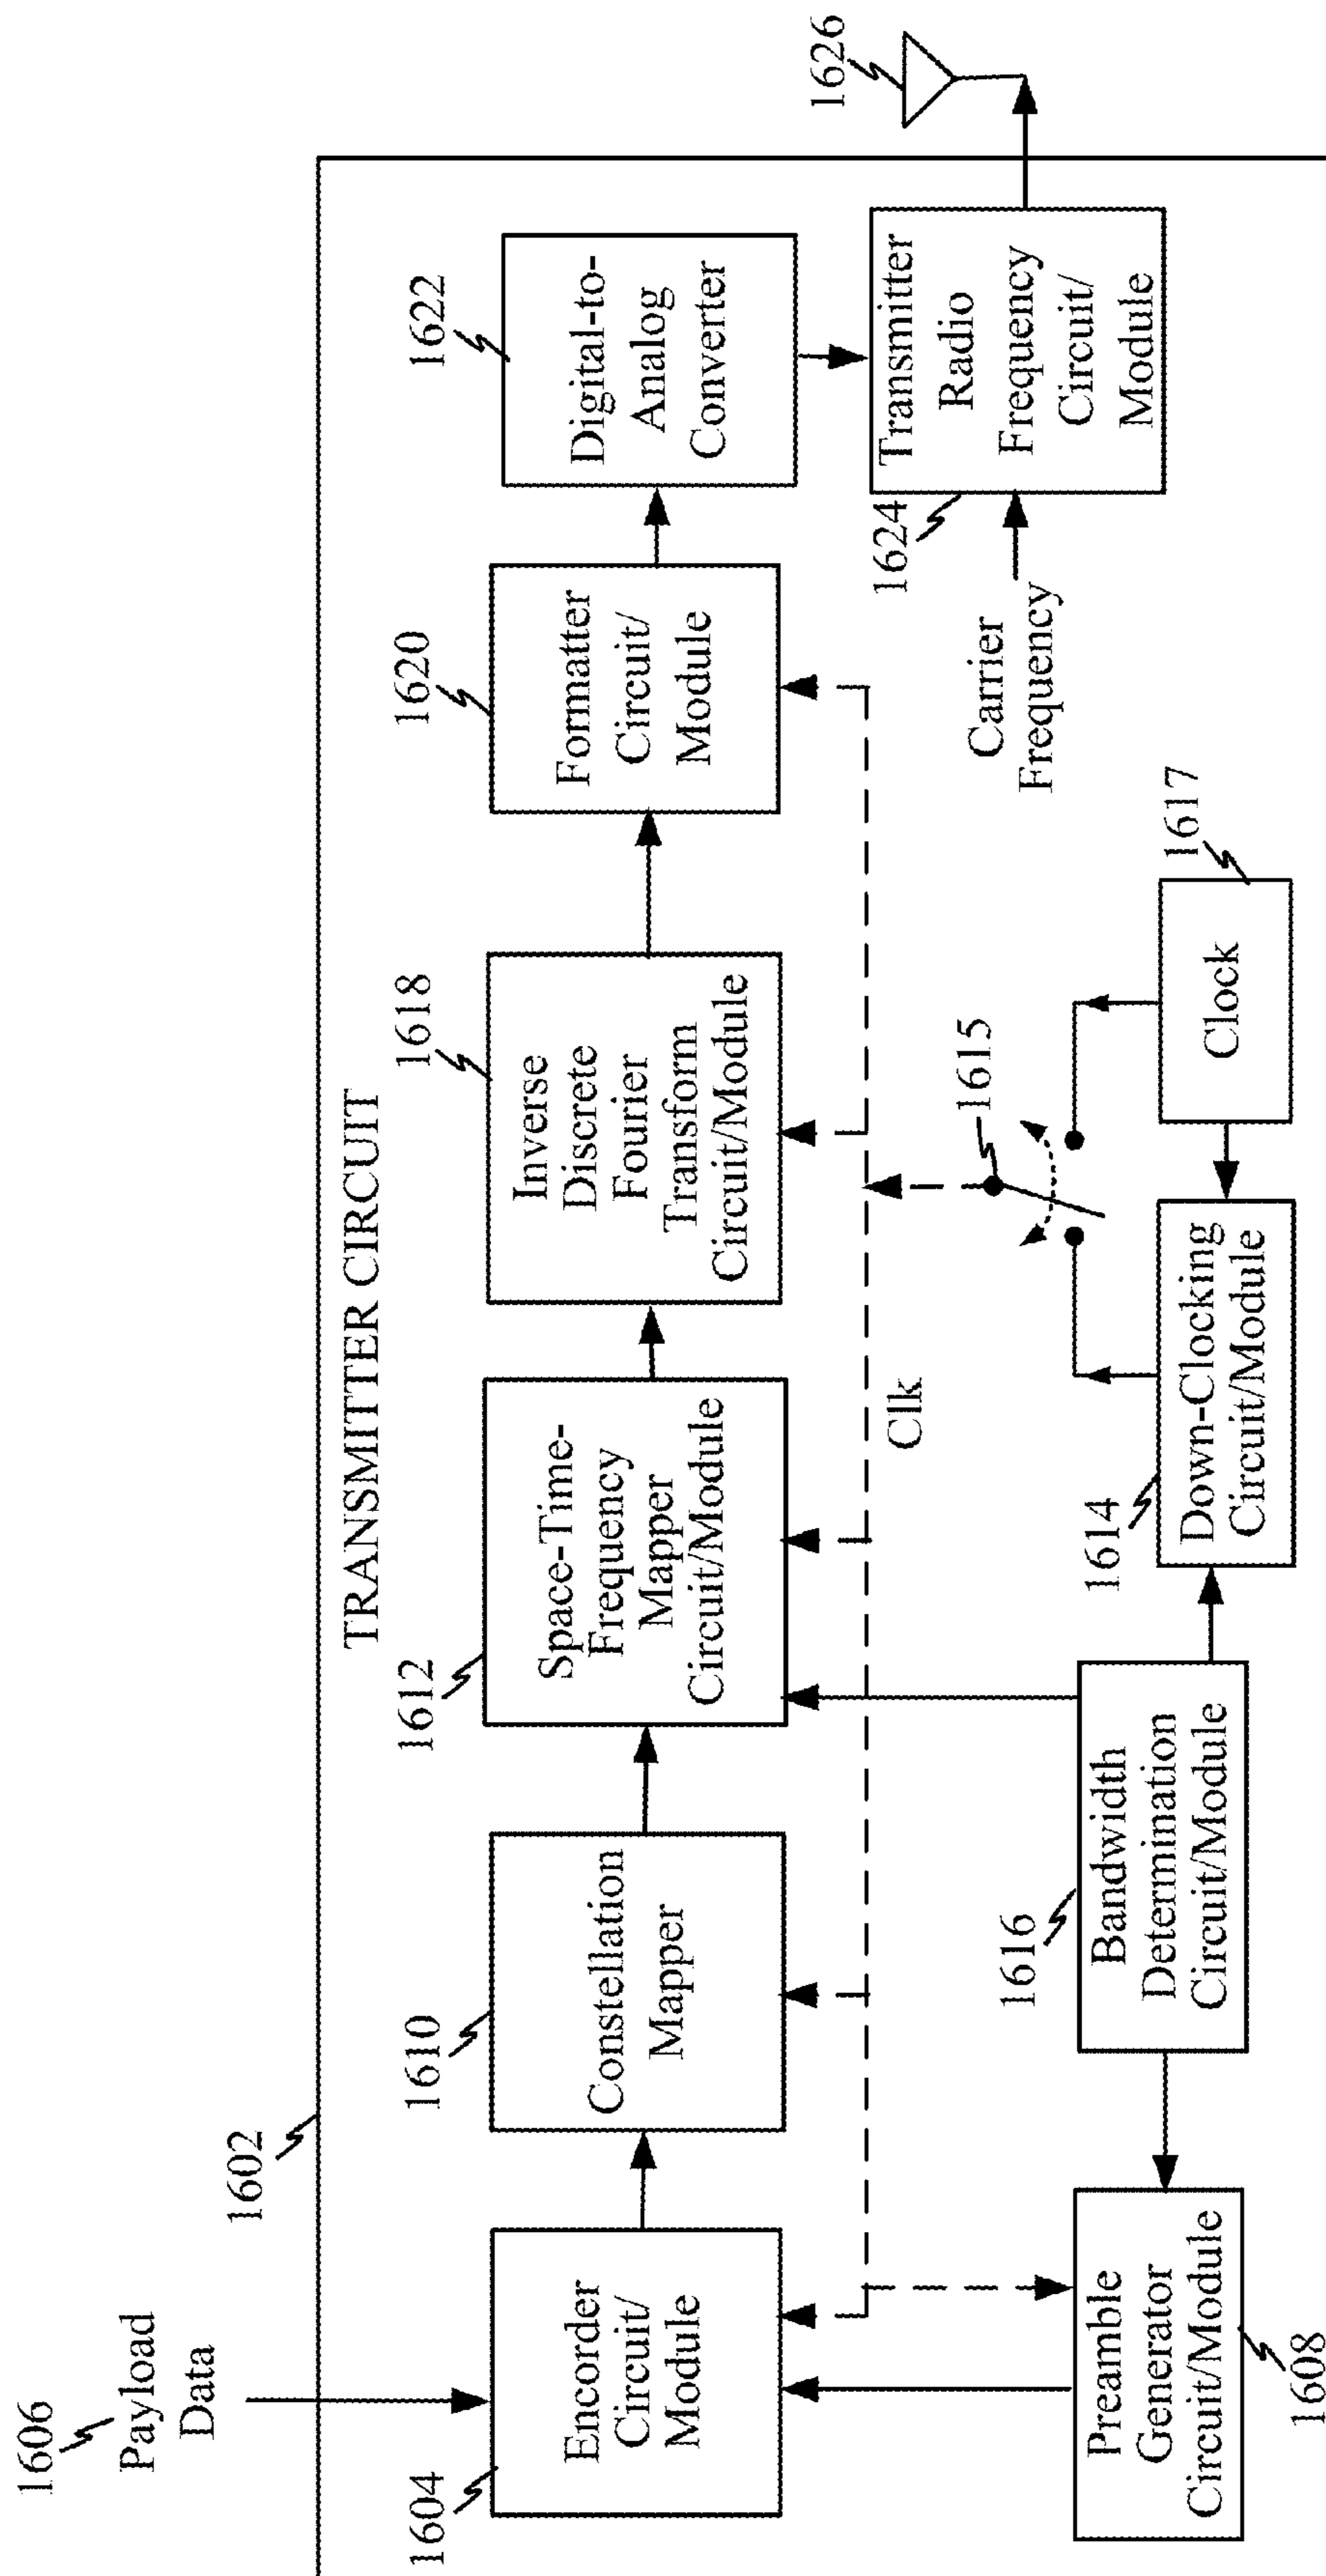 1606
Payload
Data
1602
TRANSMITTER CIRCUIT
1604
Encorder
Circuit/
Module
1610
Constellation
Mapper
1612
Space-Time-
Frequency
Mapper
Circuit/Module
1618
Inverse
Discrete
Fourier
Transform
Circuit/Module
1620
Formatter
Circuit/
Module
1622
Digital-to-
Analog
Converter
1626
Clk
1615
Carrier
Frequency
1624
Transmitter
Radio
Frequency
Circuit/
Module
Preamble
Generator
Circuit/Module
1608
1616
Bandwidth
Determination
Circuit/Module
1614
Down-Clocking
Circuit/Module
Clock
1617